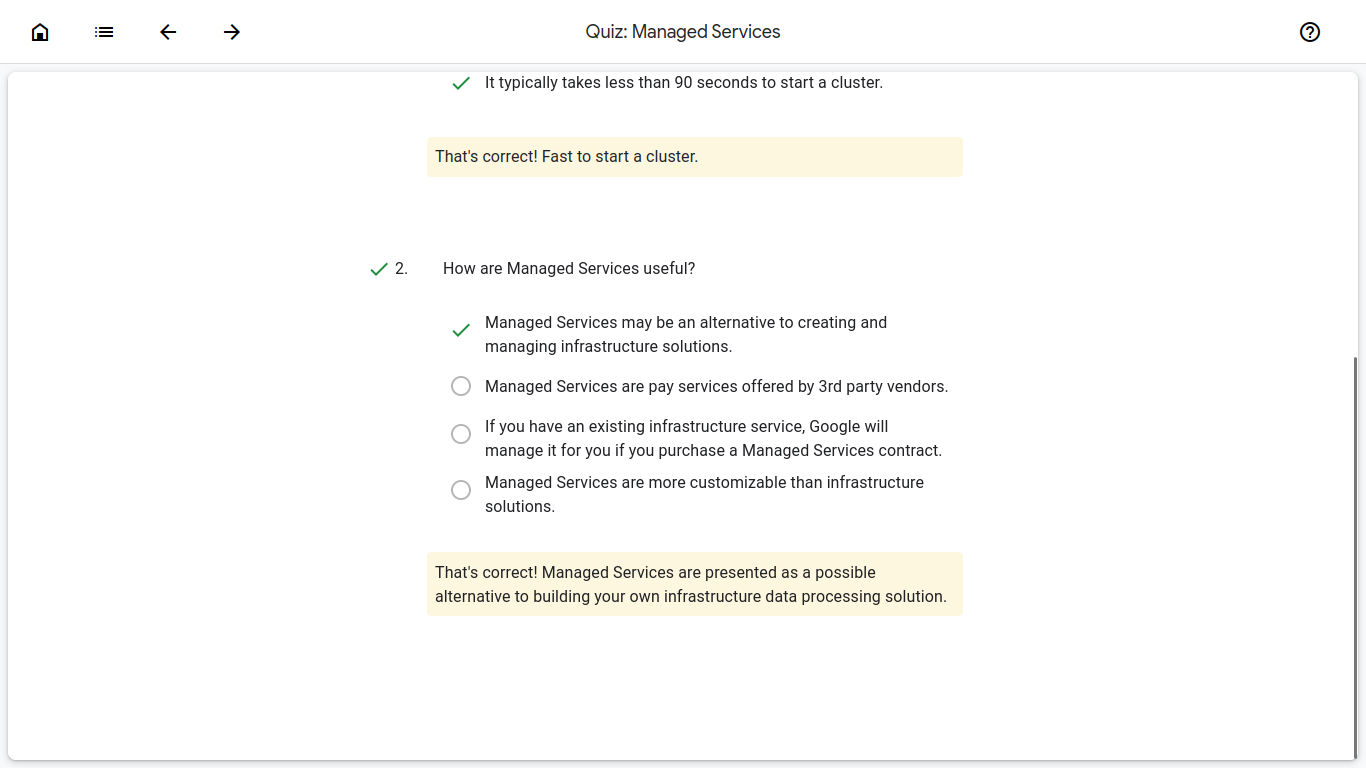 Quiz: Managed Services
It typically takes less than 90 seconds to start a cluster.
That's correct! Fast to start a cluster.
2. How are Managed Services useful?
Managed Services may be an alternative to creating and
managing infrastructure solutions.
Managed Services are pay services offered by 3rd party vendors.
If you have an existing infrastructure service, Google will
manage it for you if you purchase a Managed Services contract.
Managed Services are more customizable than infrastructure
solutions.
That's correct! Managed Services are presented as a possible
alternative to building your own infrastructure data processing solution.